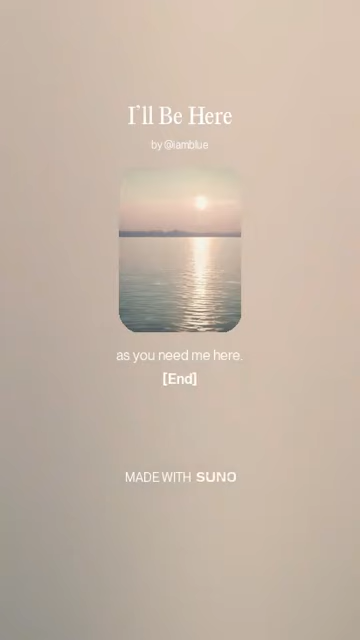 I'll Be Here
by @iamblue
as you need me here.
[End]
MADE WITH SUNO